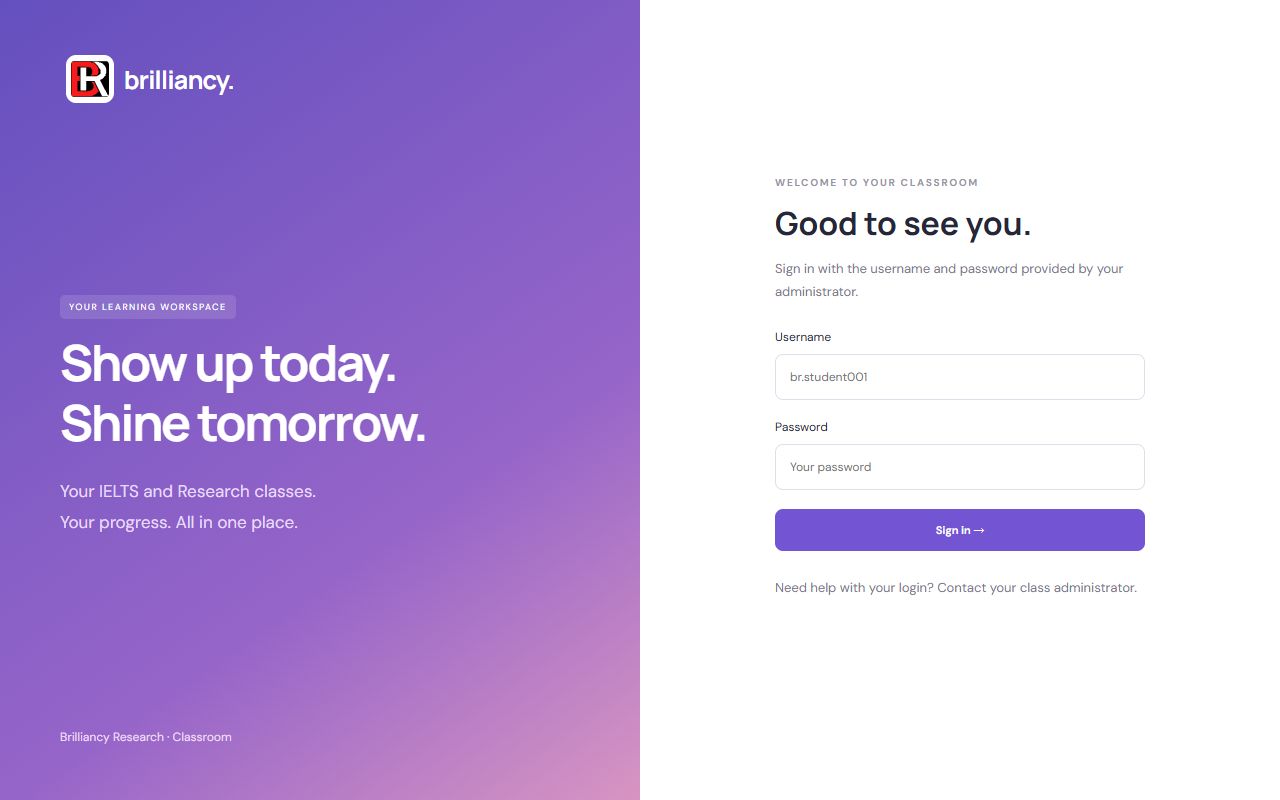 BR brilliancy.
YOUR LEARNING WORKSPACE
Show up today.
Shine tomorrow.
Your IELTS and Research classes.
Your progress. All in one place.
Brilliancy Research · Classroom
WELCOME TO YOUR CLASSROOM
Good to see you.
Sign in with the username and password provided by your
administrator.
Username
br.student001
Password
Your password
Sign in →
Need help with your login? Contact your class administrator.